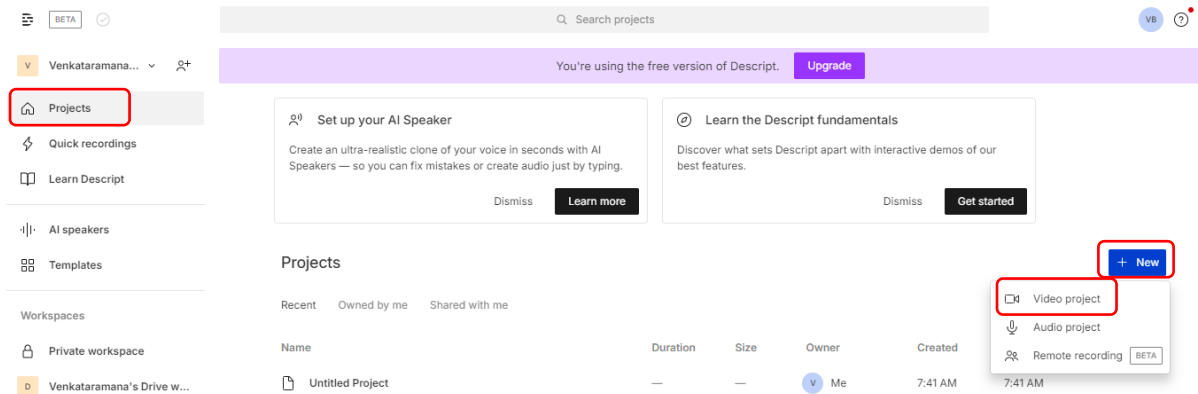 BETA
Search projects
VB
V
Venkataramana...
You're using the free version of Descript.
Upgrade
Projects
Quick recordings
Learn Descript
AI speakers
Templates
Workspaces
Private workspace
D
Venkataramana's Drive w...
Set up your AI Speaker
Create an ultra-realistic clone of your voice in seconds with AI
Speakers — so you can fix mistakes or create audio just by typing.
Dismiss
Learn more
Learn the Descript fundamentals
Discover what sets Descript apart with interactive demos of our
best features.
Dismiss
Get started
Projects
+ New
Video project
Audio project
Remote recording BETA
Recent Owned by me Shared with me
Name Duration Size Owner Created
Untitled Project — — V Me 7:41 AM 7:41 AM